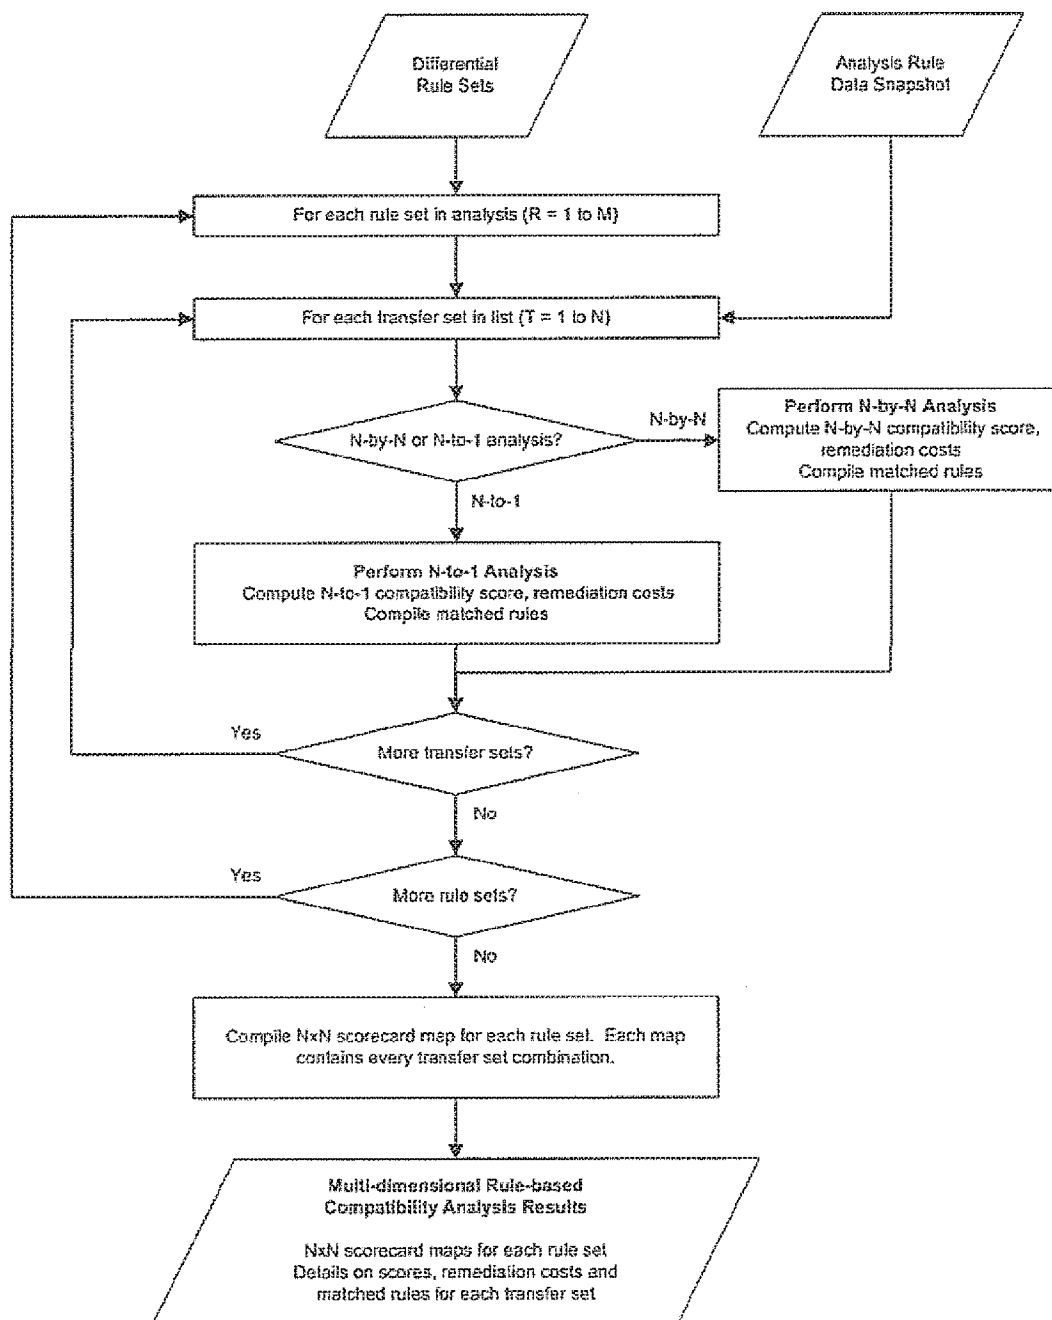 Differential
Rule Sets
Analysis Rule
Data Snapshot
For each rule set in analysis (R = 1 to M)
For each transfer set in list (T = 1 to N)
N-by-N or N-to-1 analysis?
N-by-N
Perform N-by-N Analysis
Compute N-by-N compatibility score,
remediation costs
Compile matched rules
N-to-1
Perform N-to-1 Analysis
Compute N-to-1 compatibility score, remediation costs
Compile matched rules
Yes
More transfer sets?
No
Yes
More rule sets?
No
Compile NxN scorecard map for each rule set. Each map
contains every transfer set combination.
Multi-dimensional Rule-based
Compatibility Analysis Results
NxN scorecard maps for each rule set
Details on scores, remediation costs and
matched rules for each transfer set